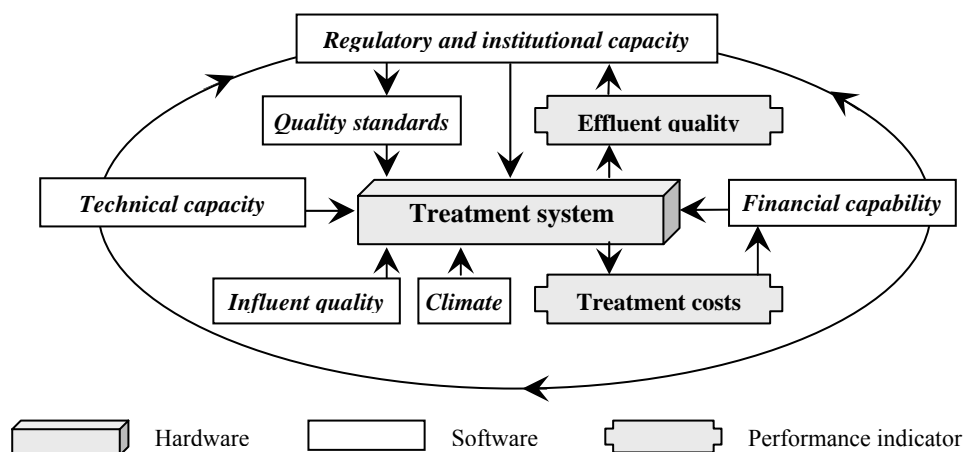 Regulatory and institutional capacity
Quality standards
Effluent quality
Technical capacity
Treatment system
Financial capability
Influent quality
Climate
Treatment costs
Hardware
Software
Performance indicator